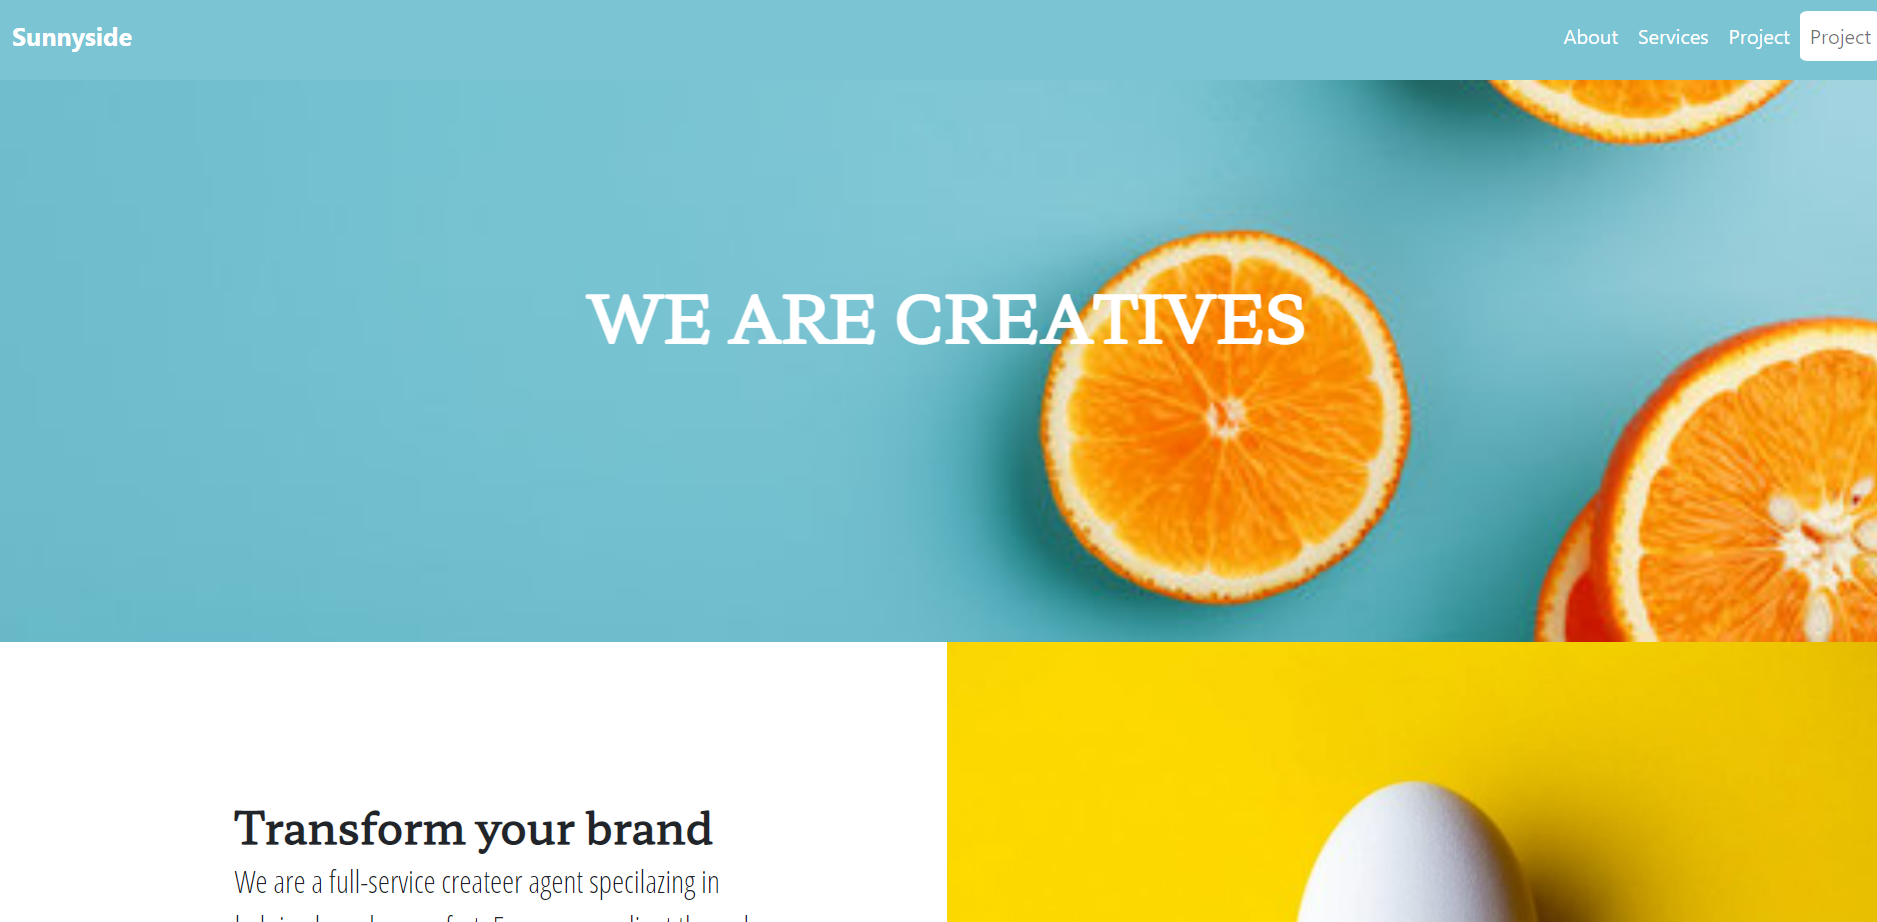 Sunnyside
About Services Project Project
WE ARE CREATIVES
Transform your brand
We are a full-service createer agent specilazing in